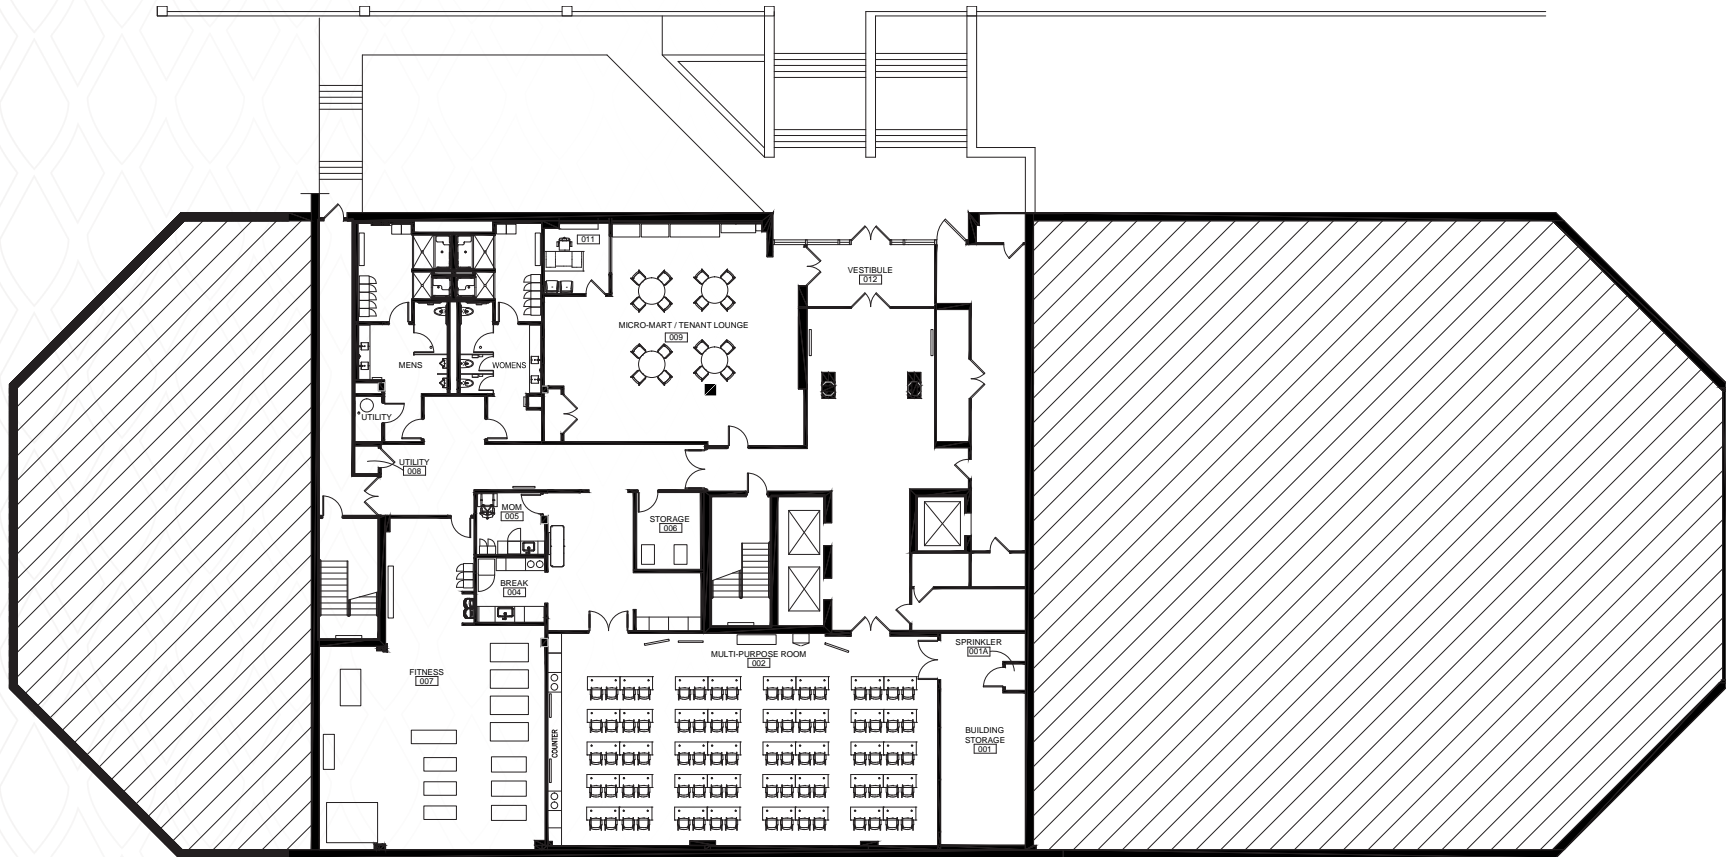 011
VESTIBULE
012
MICRO-MART / TENANT LOUNGE
009
MENS
WOMENS
UTILITY
UTILITY
008
MOM
005
STORAGE
006
BREAK
004
SPRINKLER
001A
MULTI-PURPOSE ROOM
002
FITNESS
007
COUNTER
BUILDING
STORAGE
001